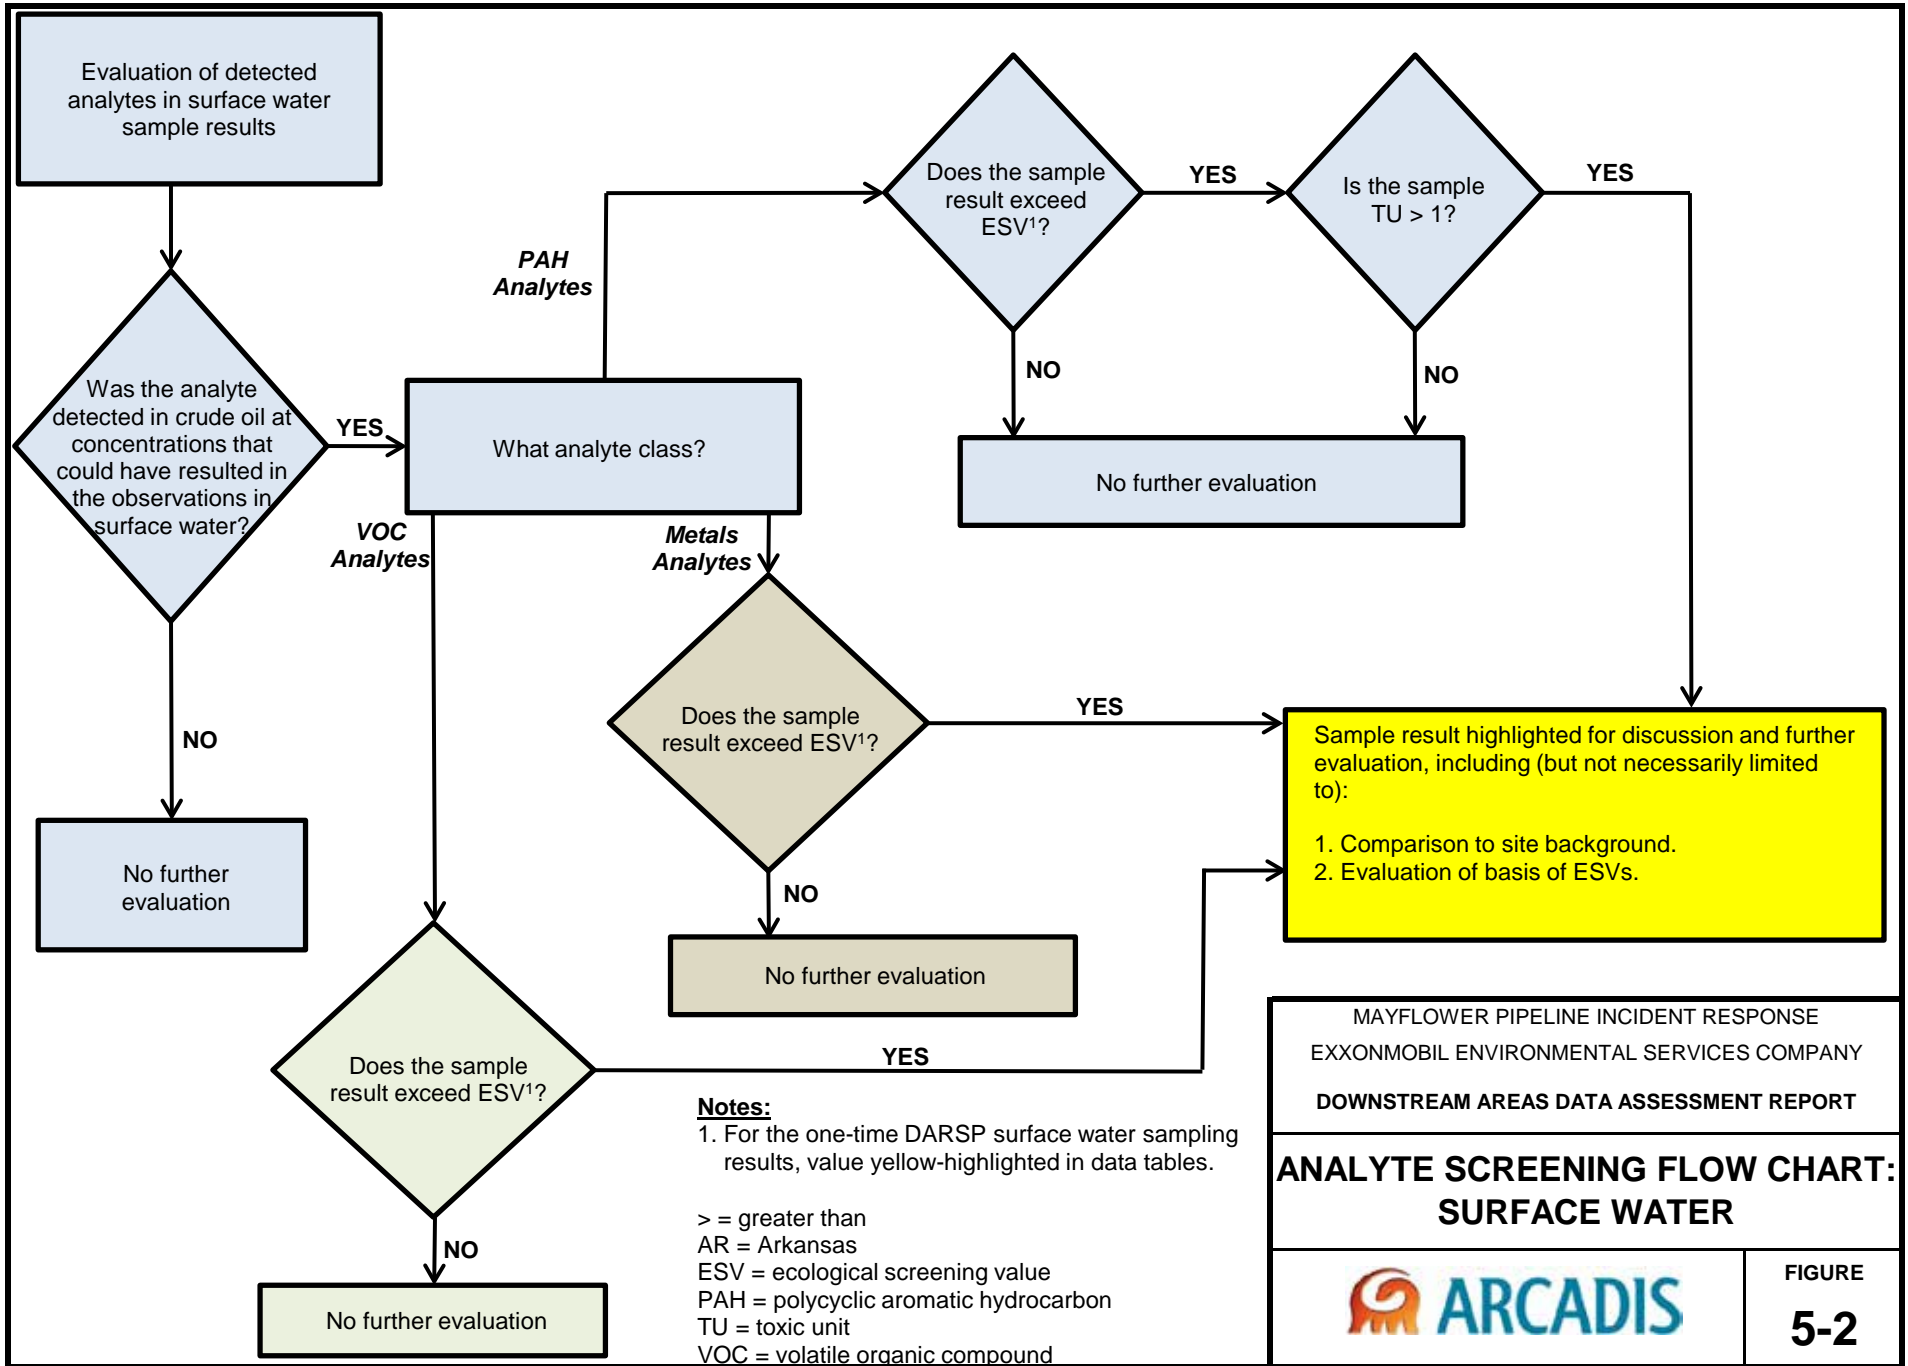 Evaluation of detected
analytes in surface water
sample results
Was the analyte
detected in crude oil at
concentrations that
could have resulted in
the observations in
surface water?
YES
NO
No further
evaluation
What analyte class?
PAH
Analytes
VOC
Analytes
Metals
Analytes
Does the sample
result exceed
ESV¹?
YES
NO
Is the sample
TU > 1?
YES
NO
No further evaluation
Does the sample
result exceed ESV¹?
YES
NO
No further evaluation
Does the sample
result exceed ESV¹?
YES
NO
No further evaluation
Sample result highlighted for discussion and further
evaluation, including (but not necessarily limited
to):
1. Comparison to site background.
2. Evaluation of basis of ESVs.
Notes:
1. For the one-time DARSP surface water sampling
results, value yellow-highlighted in data tables.
> = greater than
AR = Arkansas
ESV = ecological screening value
PAH = polycyclic aromatic hydrocarbon
TU = toxic unit
VOC = volatile organic compound
MAYFLOWER PIPELINE INCIDENT RESPONSE
EXXONMOBIL ENVIRONMENTAL SERVICES COMPANY
DOWNSTREAM AREAS DATA ASSESSMENT REPORT
ANALYTE SCREENING FLOW CHART:
SURFACE WATER
ARCADIS
FIGURE
5-2